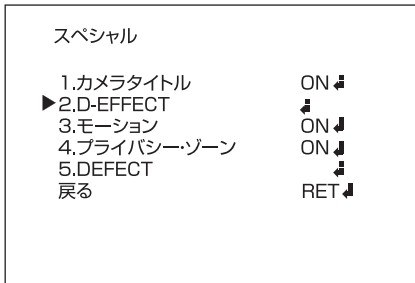 スペシャル
1.カメラタイトル ON↲
▶2.D-EFFECT ↲
3.モーション ON↲
4.プライバシー･ゾーン ON↲
5.DEFECT ↲
戻る RET↲